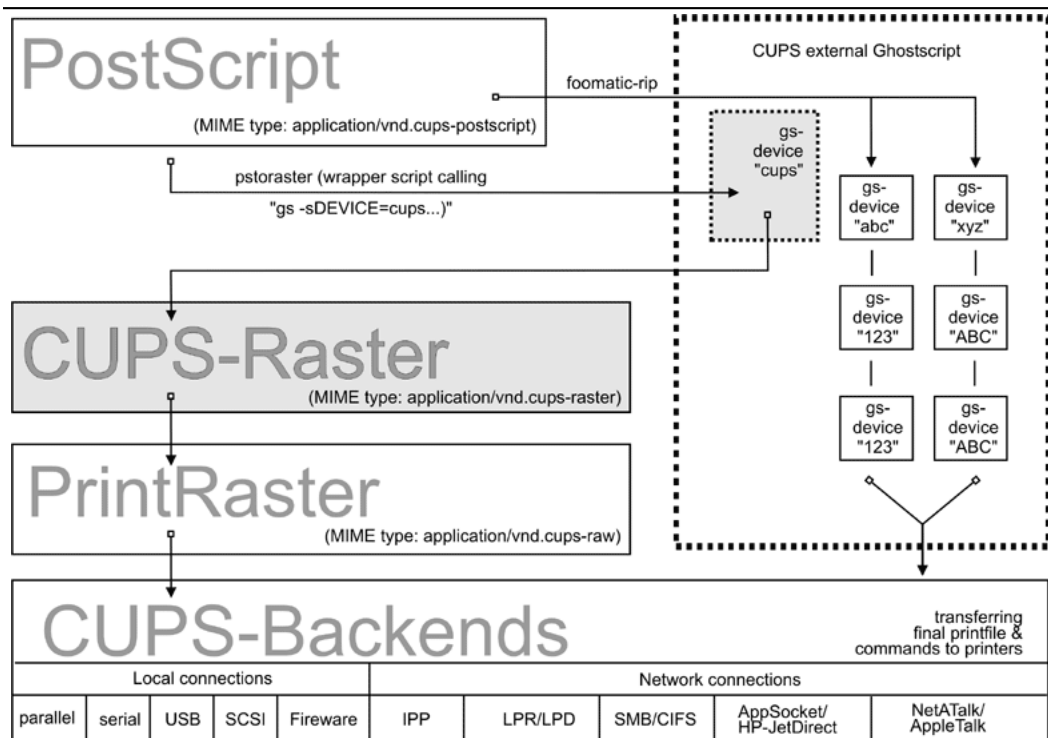 PostScript
(MIME type: application/vnd.cups-postscript)
foomatic-rip
CUPS external Ghostscript
pstoraster (wrapper script calling
"gs -sDEVICE=cups...)"
gs-
device
"cups"
gs-
device
"abc"
gs-
device
"xyz"
gs-
device
"123"
gs-
device
"ABC"
gs-
device
"123"
gs-
device
"ABC"
CUPS-Raster
(MIME type: application/vnd.cups-raster)
PrintRaster
(MIME type: application/vnd.cups-raw)
CUPS-Backends
transferring
final printfile &
commands to printers
Local connections
Network connections
parallel
serial
USB
SCSI
Fireware
IPP
LPR/LPD
SMB/CIFS
AppSocket/
HP-JetDirect
NetATalk/
AppleTalk